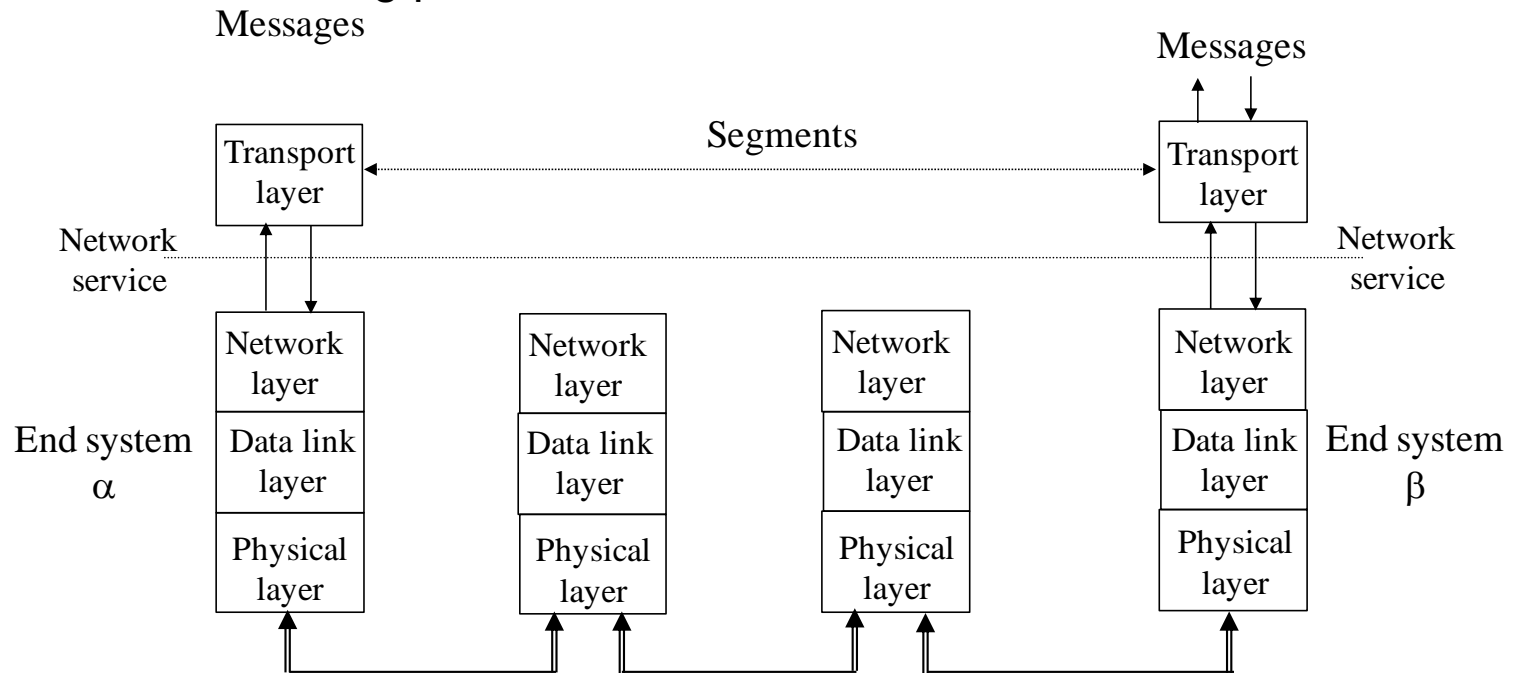 Messages
Messages
Segments
Transport
layer
Transport
layer
Network
service
Network
service
Network
layer
Network
layer
Network
layer
Network
layer
End system
α
Data link
layer
Data link
layer
Data link
layer
Data link
layer
End system
β
Physical
layer
Physical
layer
Physical
layer
Physical
layer